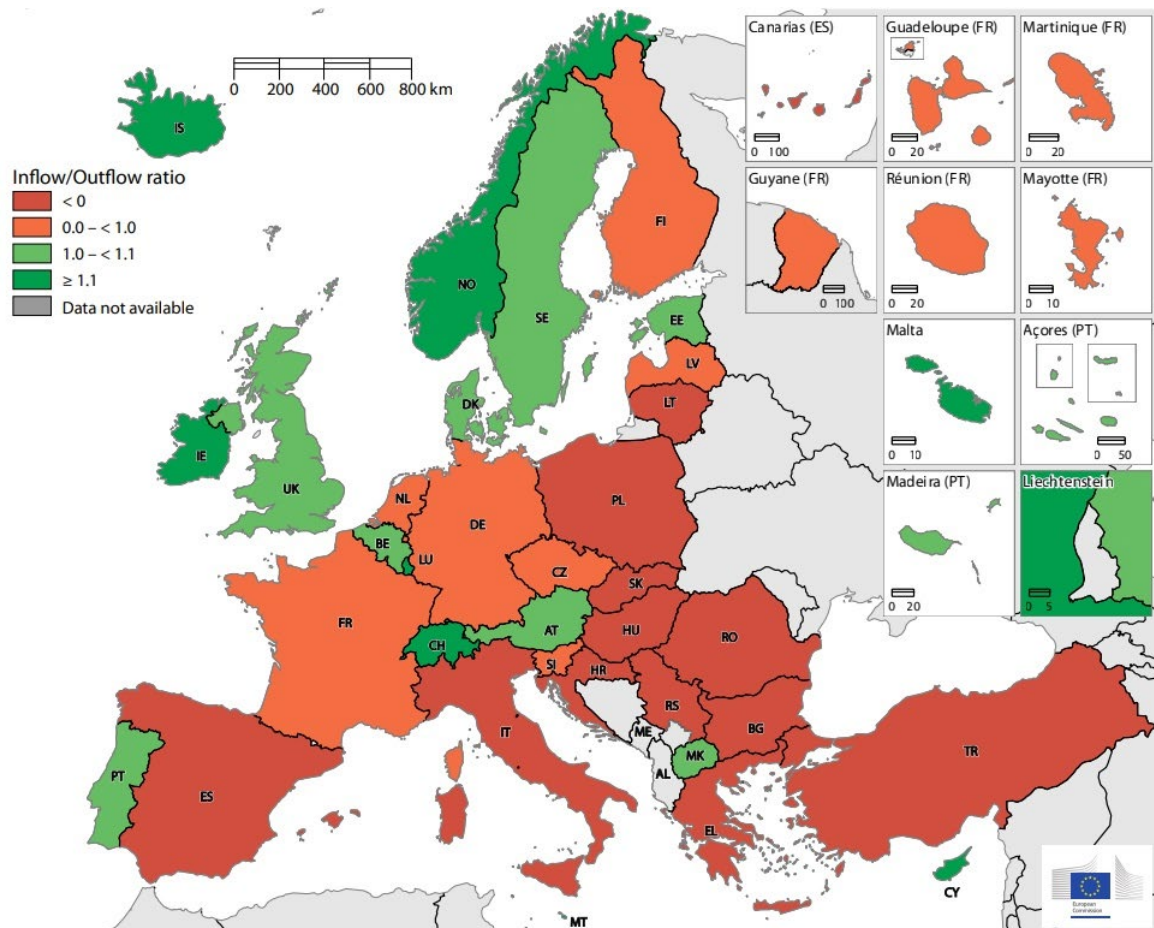 Canarias (ES)
0 100
Guadeloupe (FR)
0 20
Martinique (FR)
0 20
0 200 400 600 800 km
IS
Inflow/Outflow ratio
< 0
0.0 – < 1.0
1.0 – < 1.1
≥ 1.1
Data not available
Guyane (FR)
0 100
Réunion (FR)
0 20
Mayotte (FR)
0 10
FI
NO
SE
EE
LV
LT
DK
Malta
0 10
Açores (PT)
0 50
IE
UK
NL
DE
PL
BE
LU
CZ
Madeira (PT)
0 20
Liechtenstein
0 5
SK
FR
CH
AT
HU
RO
SI
HR
RS
IT
ME
BG
MK
AL
TR
PT
ES
EL
CY
MT
European
Commission